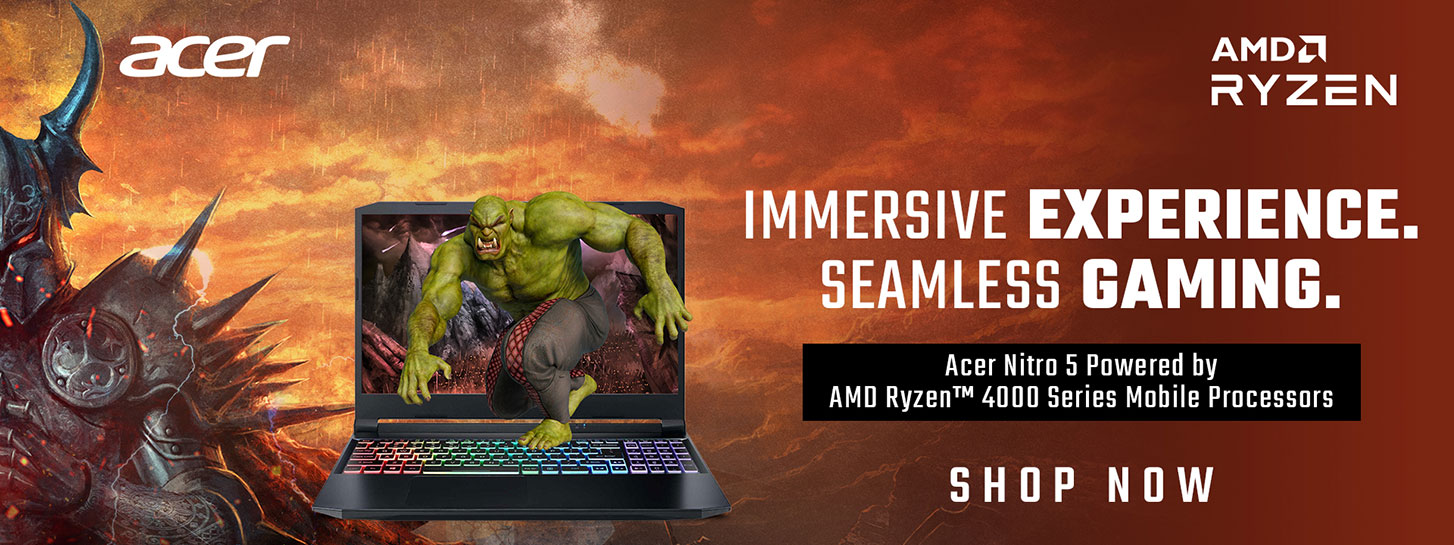 acer
AMD
RYZEN
IMMERSIVE EXPERIENCE.
SEAMLESS GAMING.
Acer Nitro 5 Powered by
AMD Ryzen™ 4000 Series Mobile Processors
SHOP NOW